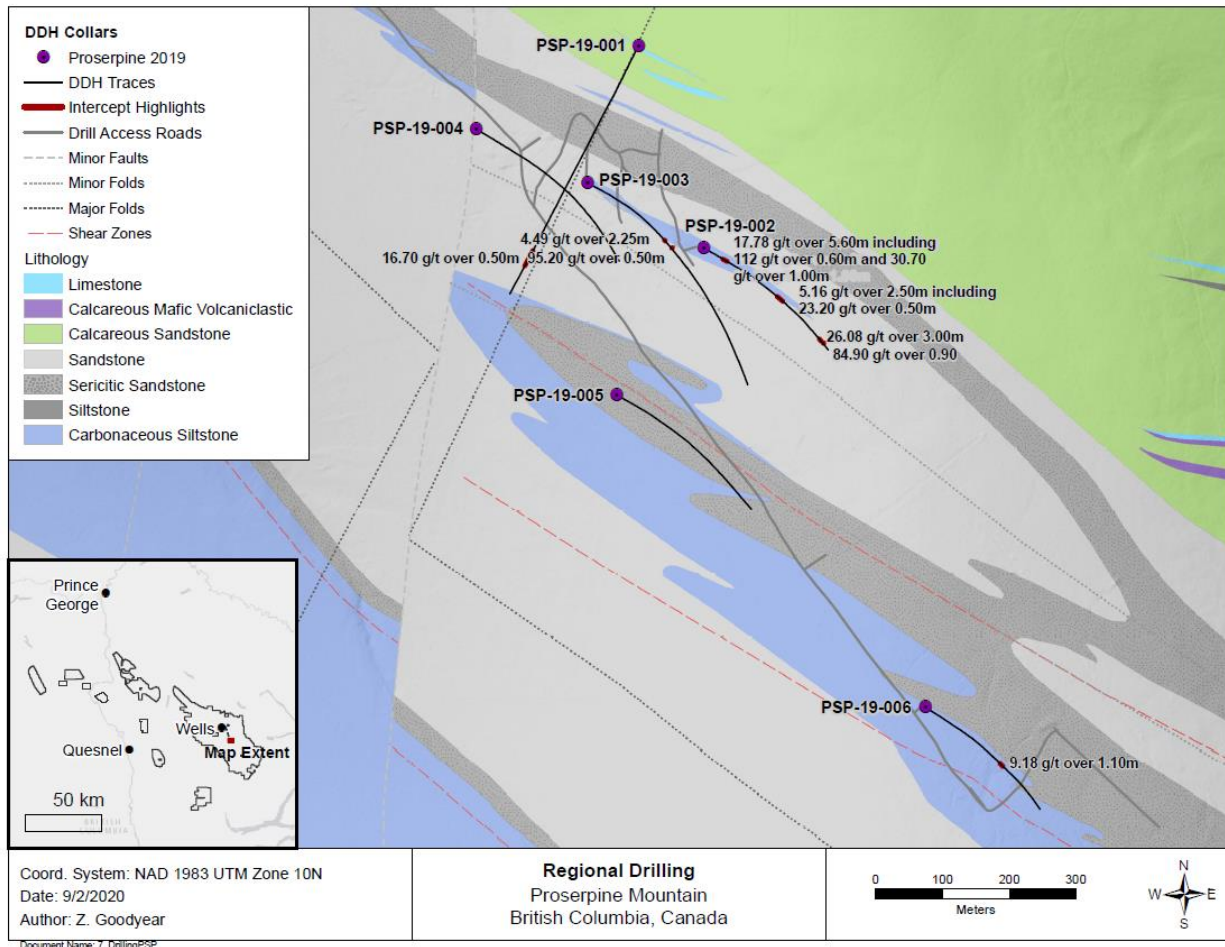 DDH Collars
Proserpine 2019
DDH Traces
Intercept Highlights
Drill Access Roads
Minor Faults
Minor Folds
Major Folds
Shear Zones
Lithology
Limestone
Calcareous Mafic Volcaniclastic
Calcareous Sandstone
Sandstone
Sericitic Sandstone
Siltstone
Carbonaceous Siltstone
PSP-19-001
PSP-19-004
PSP-19-003
PSP-19-002
4.49 g/t over 2.25m
16.70 g/t over 0.50m
95.20 g/t over 0.50m
17.78 g/t over 5.60m including
112 g/t over 0.60m and 30.70
g/t over 1.00m
5.16 g/t over 2.50m including
23.20 g/t over 0.50m
26.08 g/t over 3.00m
84.90 g/t over 0.90
PSP-19-005
PSP-19-006
9.18 g/t over 1.10m
Prince
George
Wells
Quesnel
Map Extent
50 km
BRITISH
COLUMBIA
Coord. System: NAD 1983 UTM Zone 10N
Date: 9/2/2020
Author: Z. Goodyear
Document Name: 7_DrillingPSP
Regional Drilling
Proserpine Mountain
British Columbia, Canada
0 100 200 300
Meters
N
W E
S